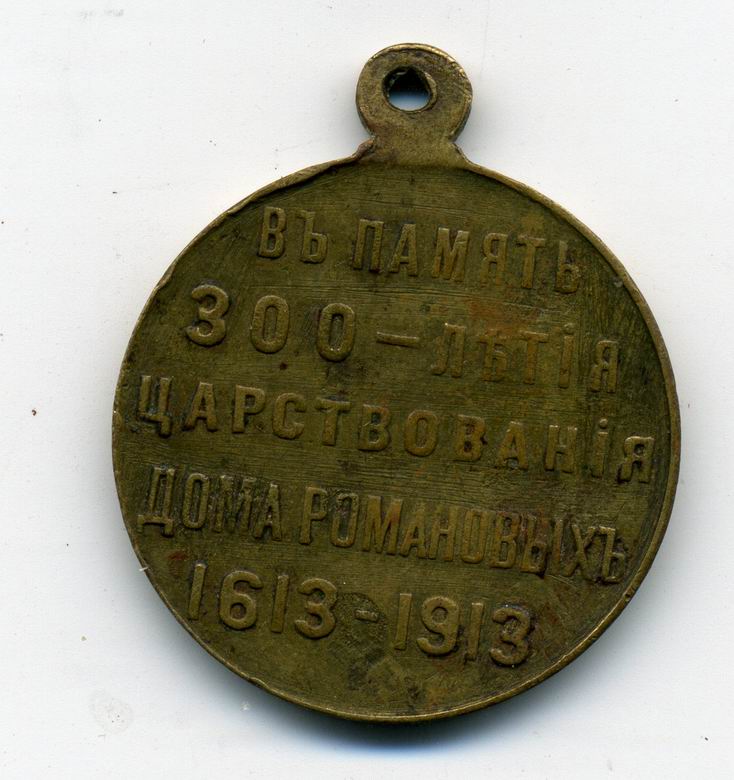 ВЪ ПАМЯТЬ
300-ЛѢТІЯ
ЦАРСТВОВАНІЯ
ДОМА РОМАНОВЫХЪ
1613-1913